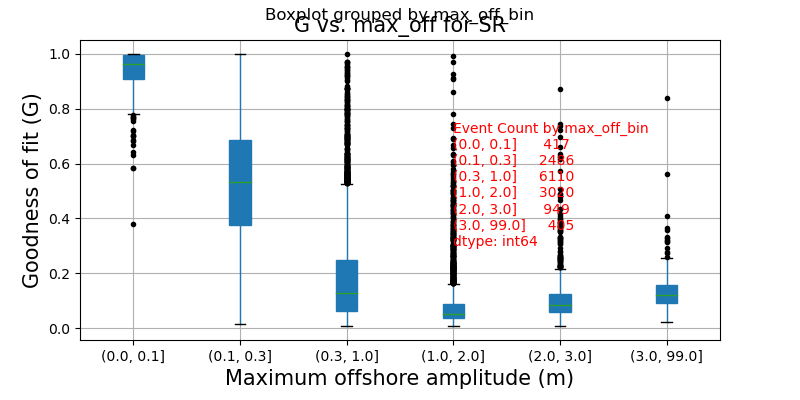 Boxplot grouped by max_off_bin
G vs. max_off for SR
Goodness of fit (G)
1.0
0.8
0.6
0.4
0.2
0.0
Event Count by max_off_bin
(0.0, 0.1] 417
(0.1, 0.3]
(0.3, 1.0] 6110
(1.0, 2.0]
(2.0, 3.0] 949
(3.0, 99.0]
dtype: int64
(0.0, 0.1] (0.1, 0.3] (0.3, 1.0] (1.0, 2.0] (2.0, 3.0] (3.0, 99.0]
Maximum offshore amplitude (m)